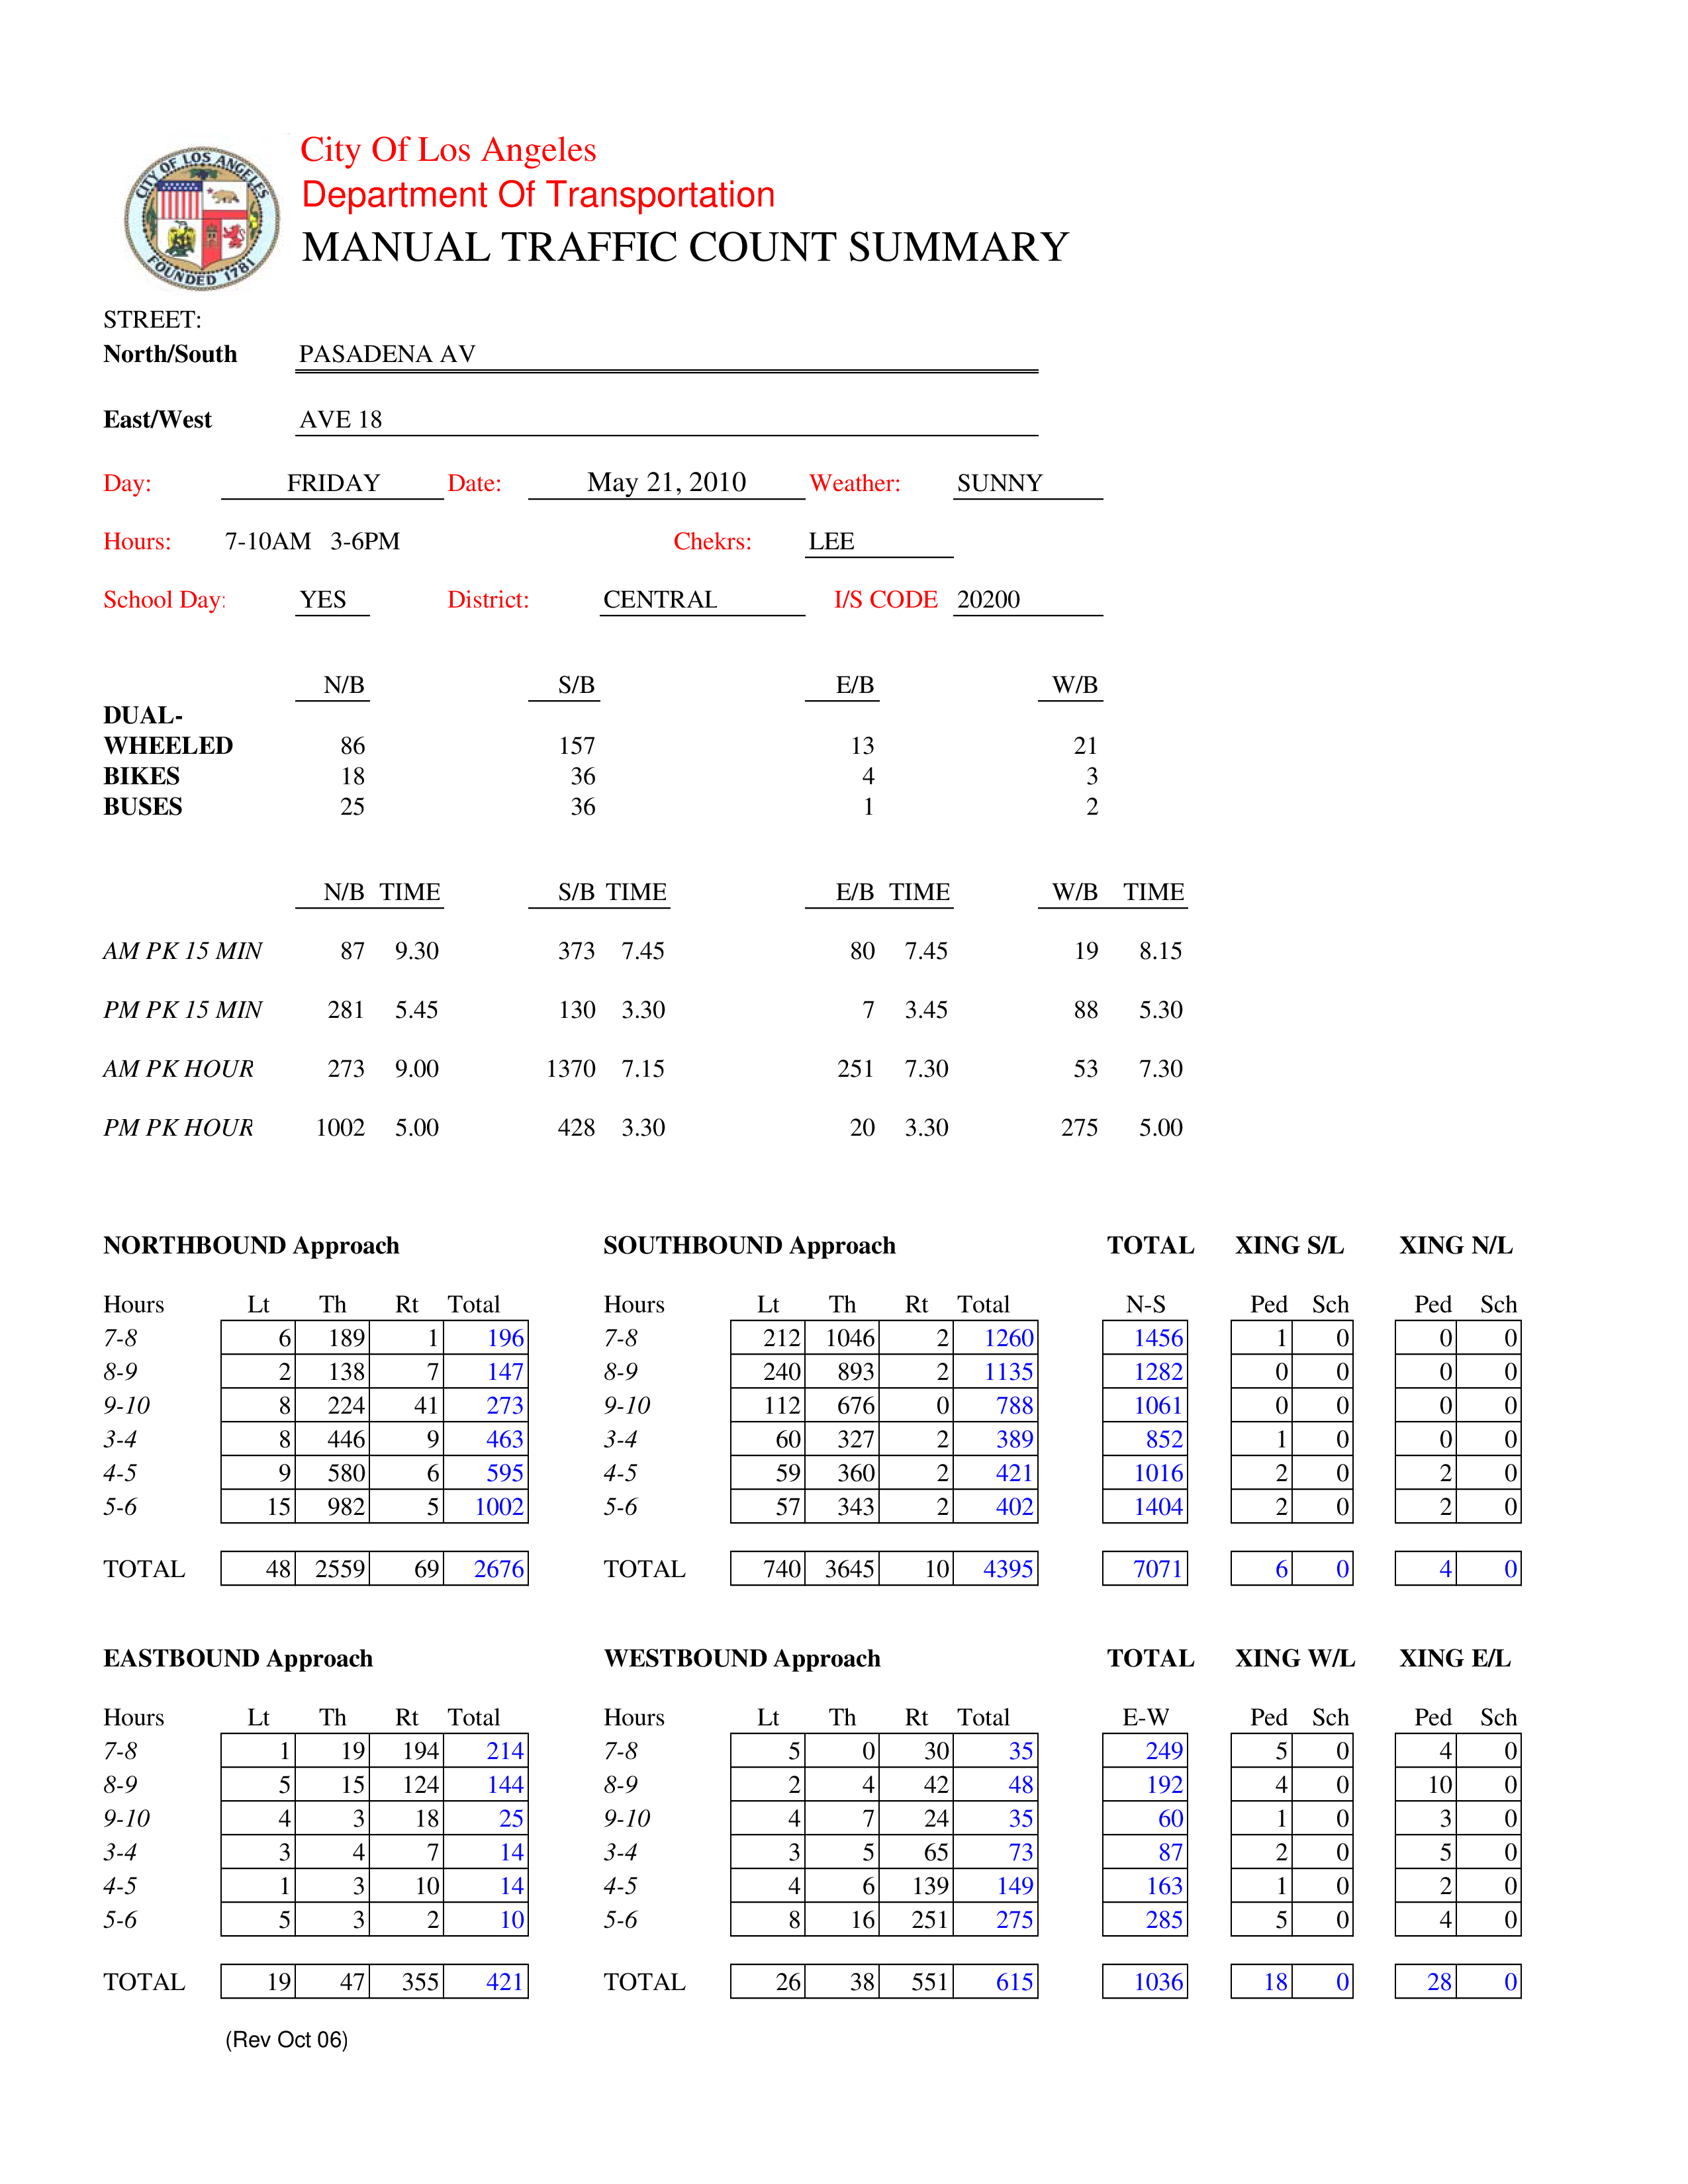 CITY OF LOS ANGELES
FOUNDED 1781
City Of Los Angeles
Department Of Transportation
MANUAL TRAFFIC COUNT SUMMARY
STREET:
North/South PASADENA AV
East/West AVE 18
Day: FRIDAY Date: May 21, 2010 Weather: SUNNY
Hours: 7-10AM 3-6PM Chekrs: LEE
School Day: YES District: CENTRAL I/S CODE 20200
N/B S/B E/B W/B
DUAL-
WHEELED 86 157 13 21
BIKES 18 36 4 3
BUSES 25 36 1 2
N/B TIME S/B TIME E/B TIME W/B TIME
AM PK 15 MIN 87 9.30 373 7.45 80 7.45 19 8.15
PM PK 15 MIN 281 5.45 130 3.30 7 3.45 88 5.30
AM PK HOUR 273 9.00 1370 7.15 251 7.30 53 7.30
PM PK HOUR 1002 5.00 428 3.30 20 3.30 275 5.00
NORTHBOUND Approach SOUTHBOUND Approach TOTAL XING S/L XING N/L
Hours Lt Th Rt Total Hours Lt Th Rt Total N-S Ped Sch Ped Sch
7-8 6 189 1 196 7-8 212 1046 2 1260 1456 1 0 0 0
8-9 2 138 7 147 8-9 240 893 2 1135 1282 0 0 0 0
9-10 8 224 41 273 9-10 112 676 0 788 1061 0 0 0 0
3-4 8 446 9 463 3-4 60 327 2 389 852 1 0 0 0
4-5 9 580 6 595 4-5 59 360 2 421 1016 2 0 2 0
5-6 15 982 5 1002 5-6 57 343 2 402 1404 2 0 2 0
TOTAL 48 2559 69 2676 TOTAL 740 3645 10 4395 7071 6 0 4 0
EASTBOUND Approach WESTBOUND Approach TOTAL XING W/L XING E/L
Hours Lt Th Rt Total Hours Lt Th Rt Total E-W Ped Sch Ped Sch
7-8 1 19 194 214 7-8 5 0 30 35 249 5 0 4 0
8-9 5 15 124 144 8-9 2 4 42 48 192 4 0 10 0
9-10 4 3 18 25 9-10 4 7 24 35 60 1 0 3 0
3-4 3 4 7 14 3-4 3 5 65 73 87 2 0 5 0
4-5 1 3 10 14 4-5 4 6 139 149 163 1 0 2 0
5-6 5 3 2 10 5-6 8 16 251 275 285 5 0 4 0
TOTAL 19 47 355 421 TOTAL 26 38 551 615 1036 18 0 28 0
(Rev Oct 06)